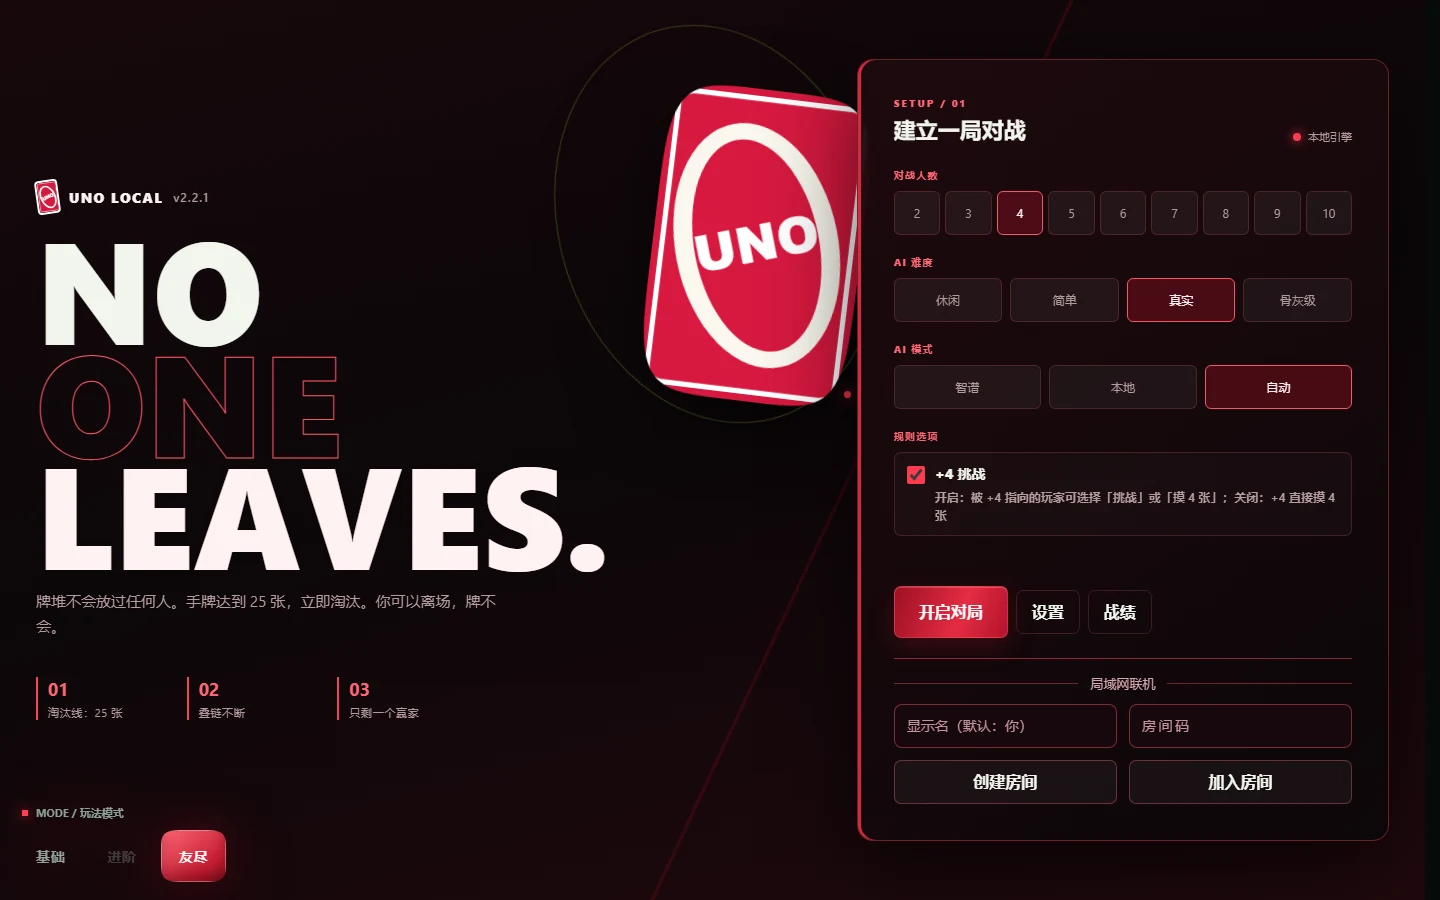 UNO LOCAL v2.2.1
NO
ONE
LEAVES.
牌堆不会放过任何人。手牌达到 25 张，立即淘汰。你可以离场，牌不
会。
01
淘汰线：25 张
02
叠链不断
03
只剩一个赢家
MODE / 玩法模式
基础 进阶 友尽
UNO
SETUP / 01
建立一局对战
本地引擎
对战人数
2 3 4 5 6 7 8 9 10
AI 难度
休闲 简单 真实 骨灰级
AI 模式
智谱 本地 自动
规则选项
+4 挑战
开启：被 +4 指向的玩家可选择「挑战」或「摸 4 张」；关闭：+4 直接摸 4
张
开启对局 设置 战绩
局域网联机
显示名（默认：你） 房间码
创建房间 加入房间